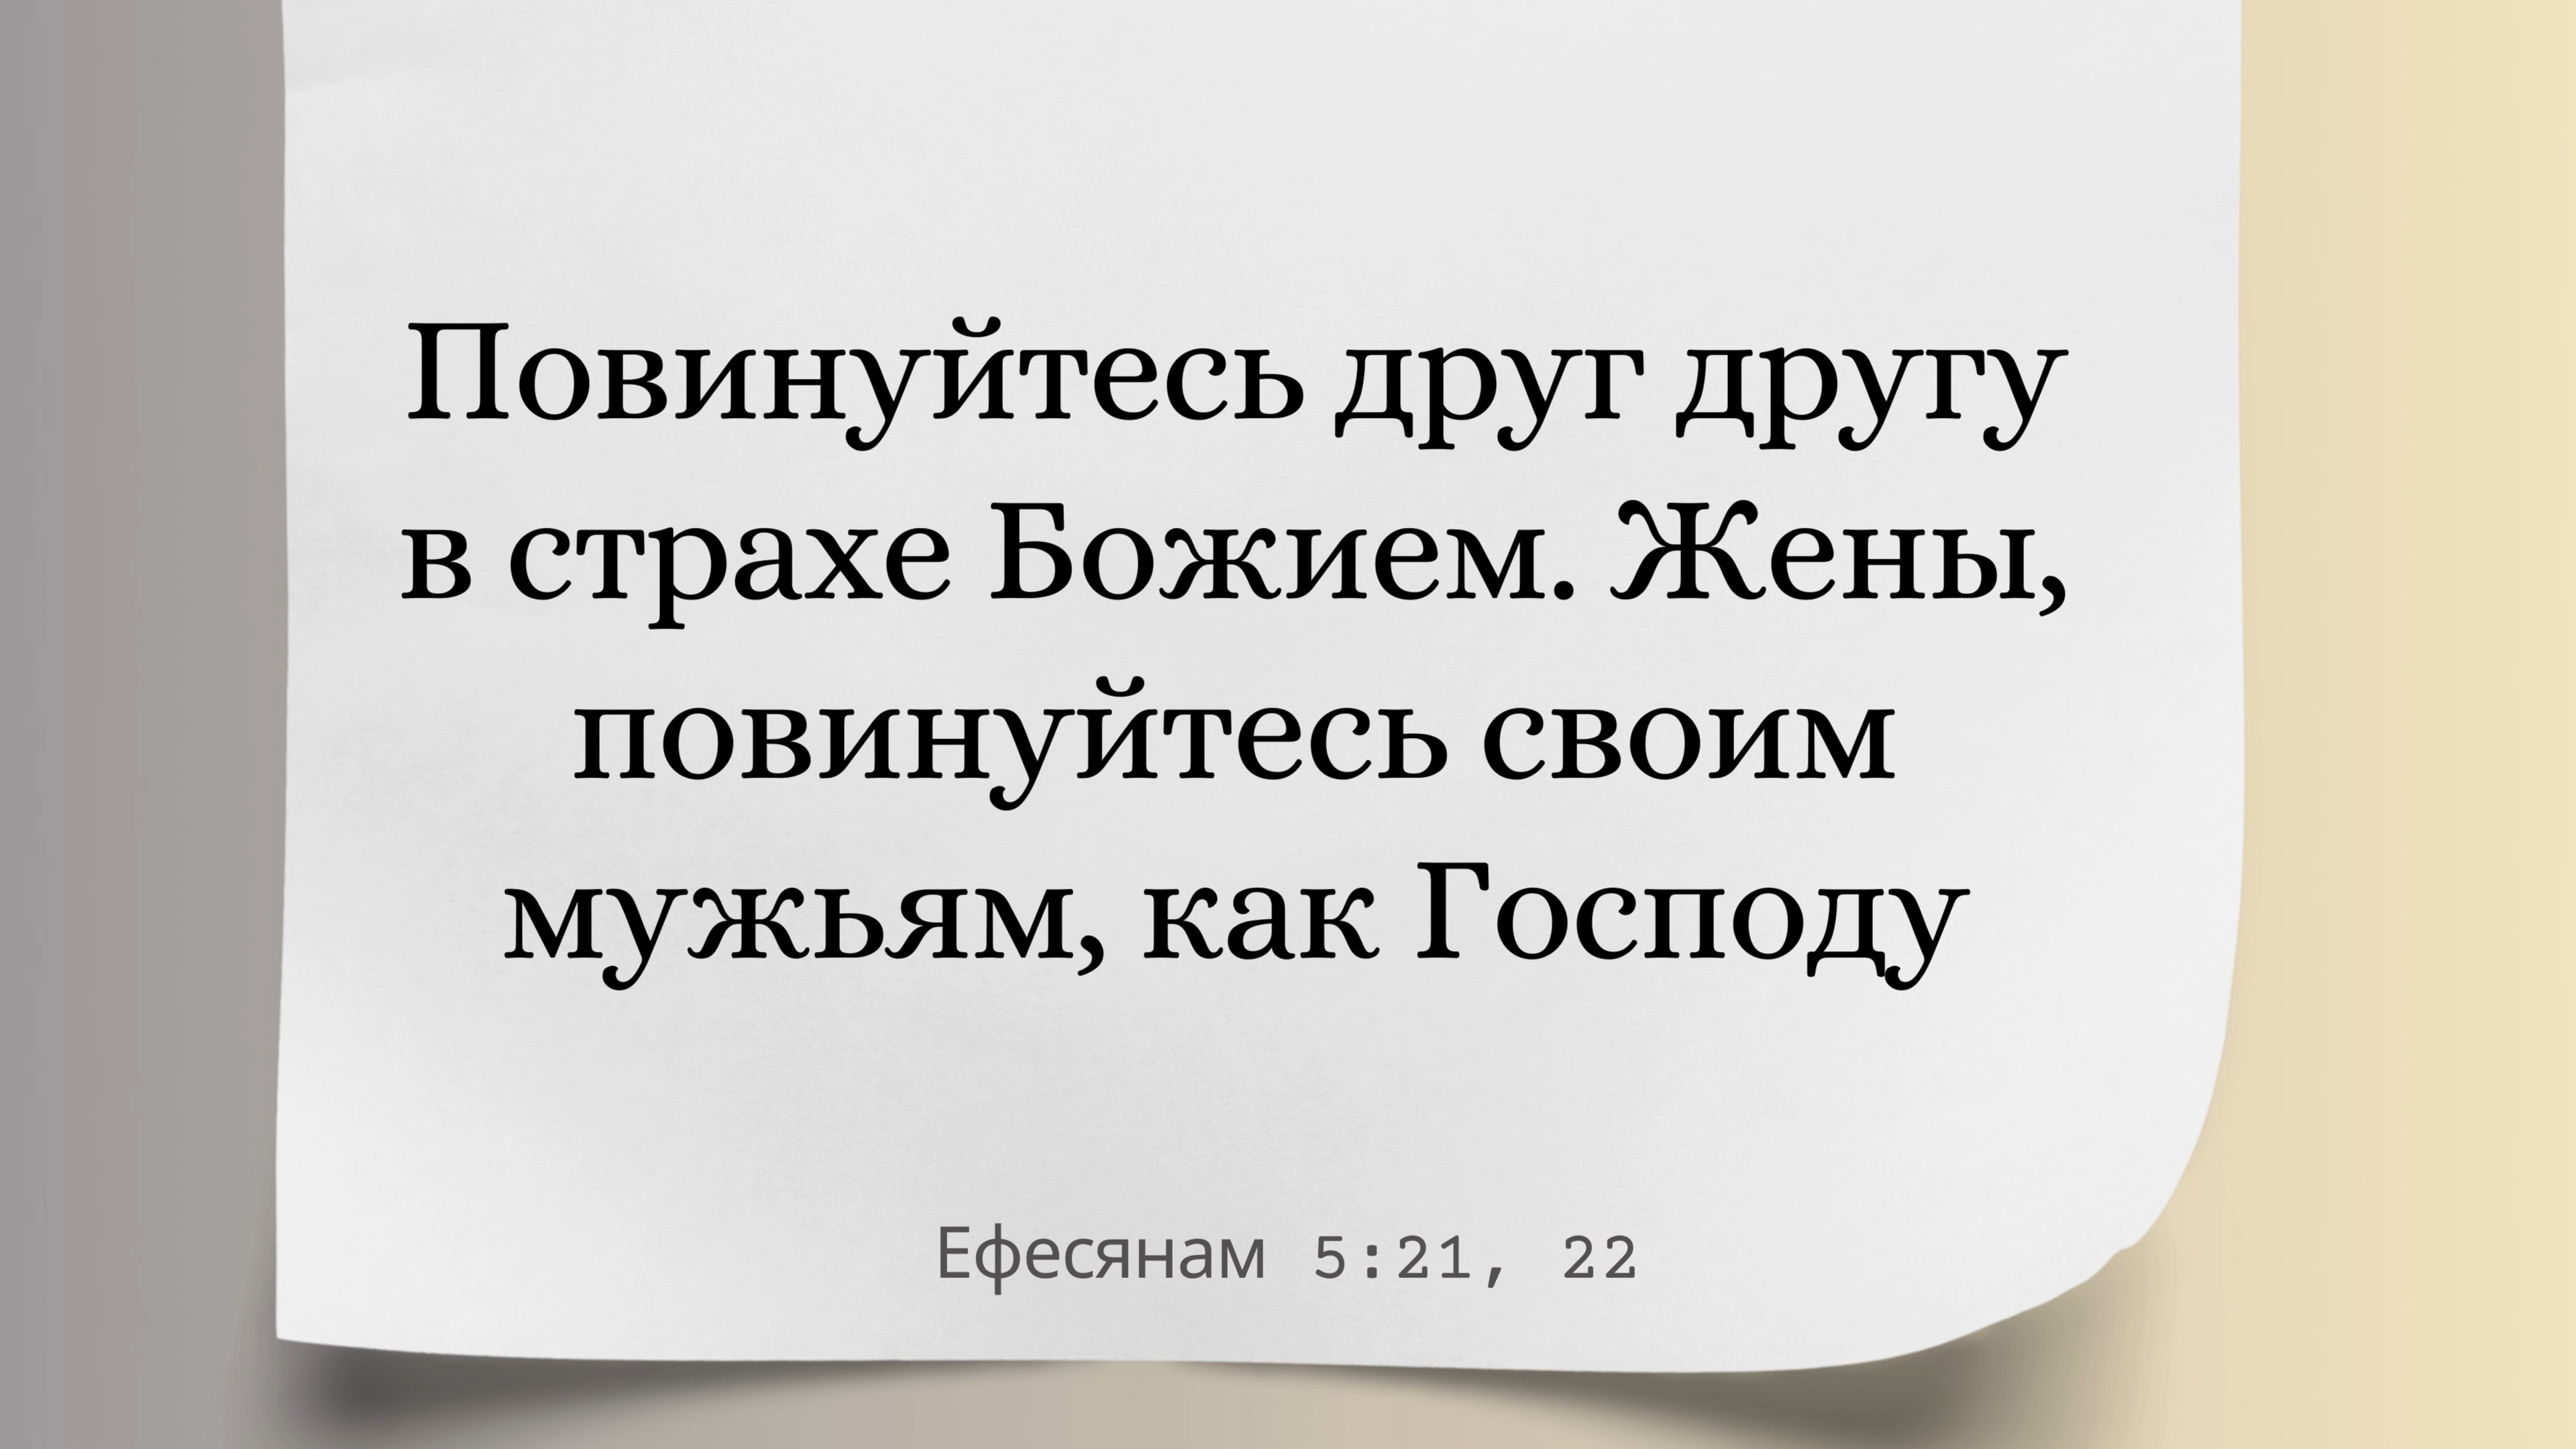 Повинуйтесь друг другу
в страхе Божием. Жены,
повинуйтесь своим
мужьям, как Господу
Ефесянам 5:21, 22